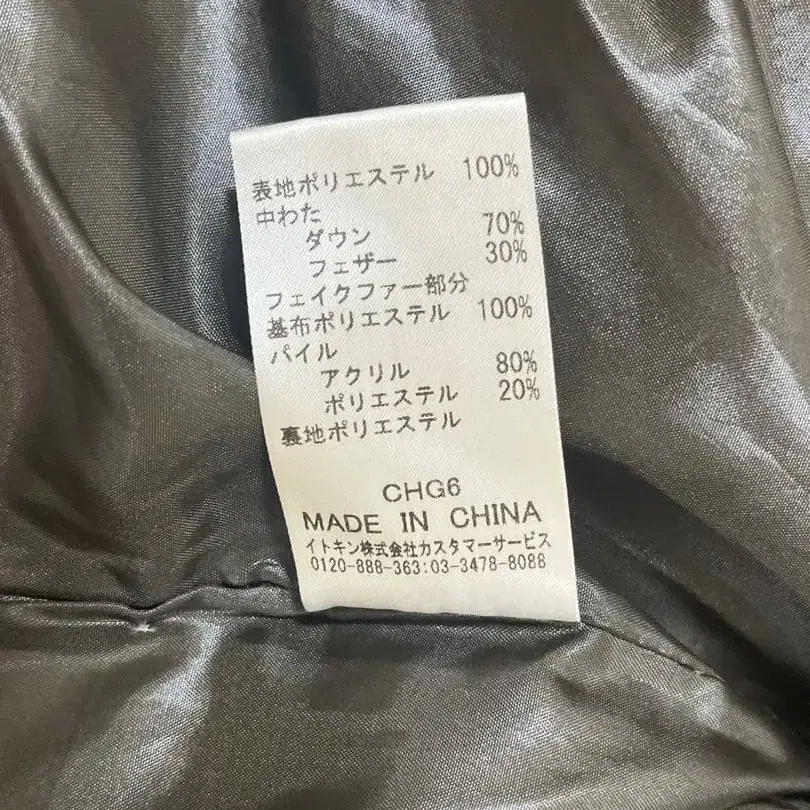 表地ポリエステル 100%
中わた
ダウン 70%
フェザー 30%
フェイクファー部分
基布ポリエステル 100%
パイル
アクリル 80%
ポリエステル 20%
裏地ポリエステル
CHG6
MADE IN CHINA
イトキン株式会社カスタマーサービス
0120-888-363:03-3478-8088